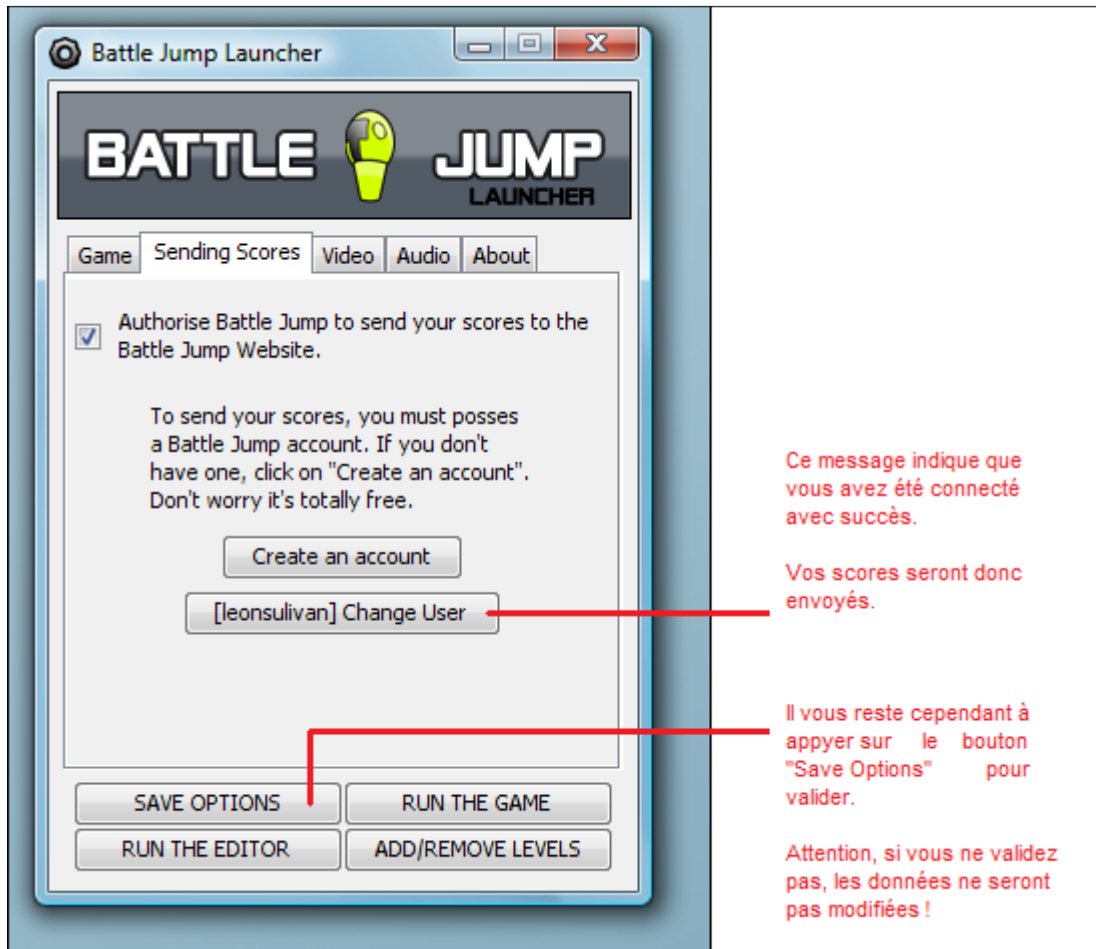 Battle Jump Launcher
BATTLE JUMP
LAUNCHER
Game Sending Scores Video Audio About
Authorise Battle Jump to send your scores to the
Battle Jump Website.
To send your scores, you must posses
a Battle Jump account. If you don't
have one, click on "Create an account".
Don't worry it's totally free.
Create an account
[leonsulivan] Change User
SAVE OPTIONS RUN THE GAME
RUN THE EDITOR ADD/REMOVE LEVELS
Ce message indique que
vous avez été connecté
avec succès.
Vos scores seront donc
envoyés.
Il vous reste cependant à
appyer sur le bouton
"Save Options" pour
valider.
Attention, si vous ne validez
pas, les données ne seront
pas modifiées !